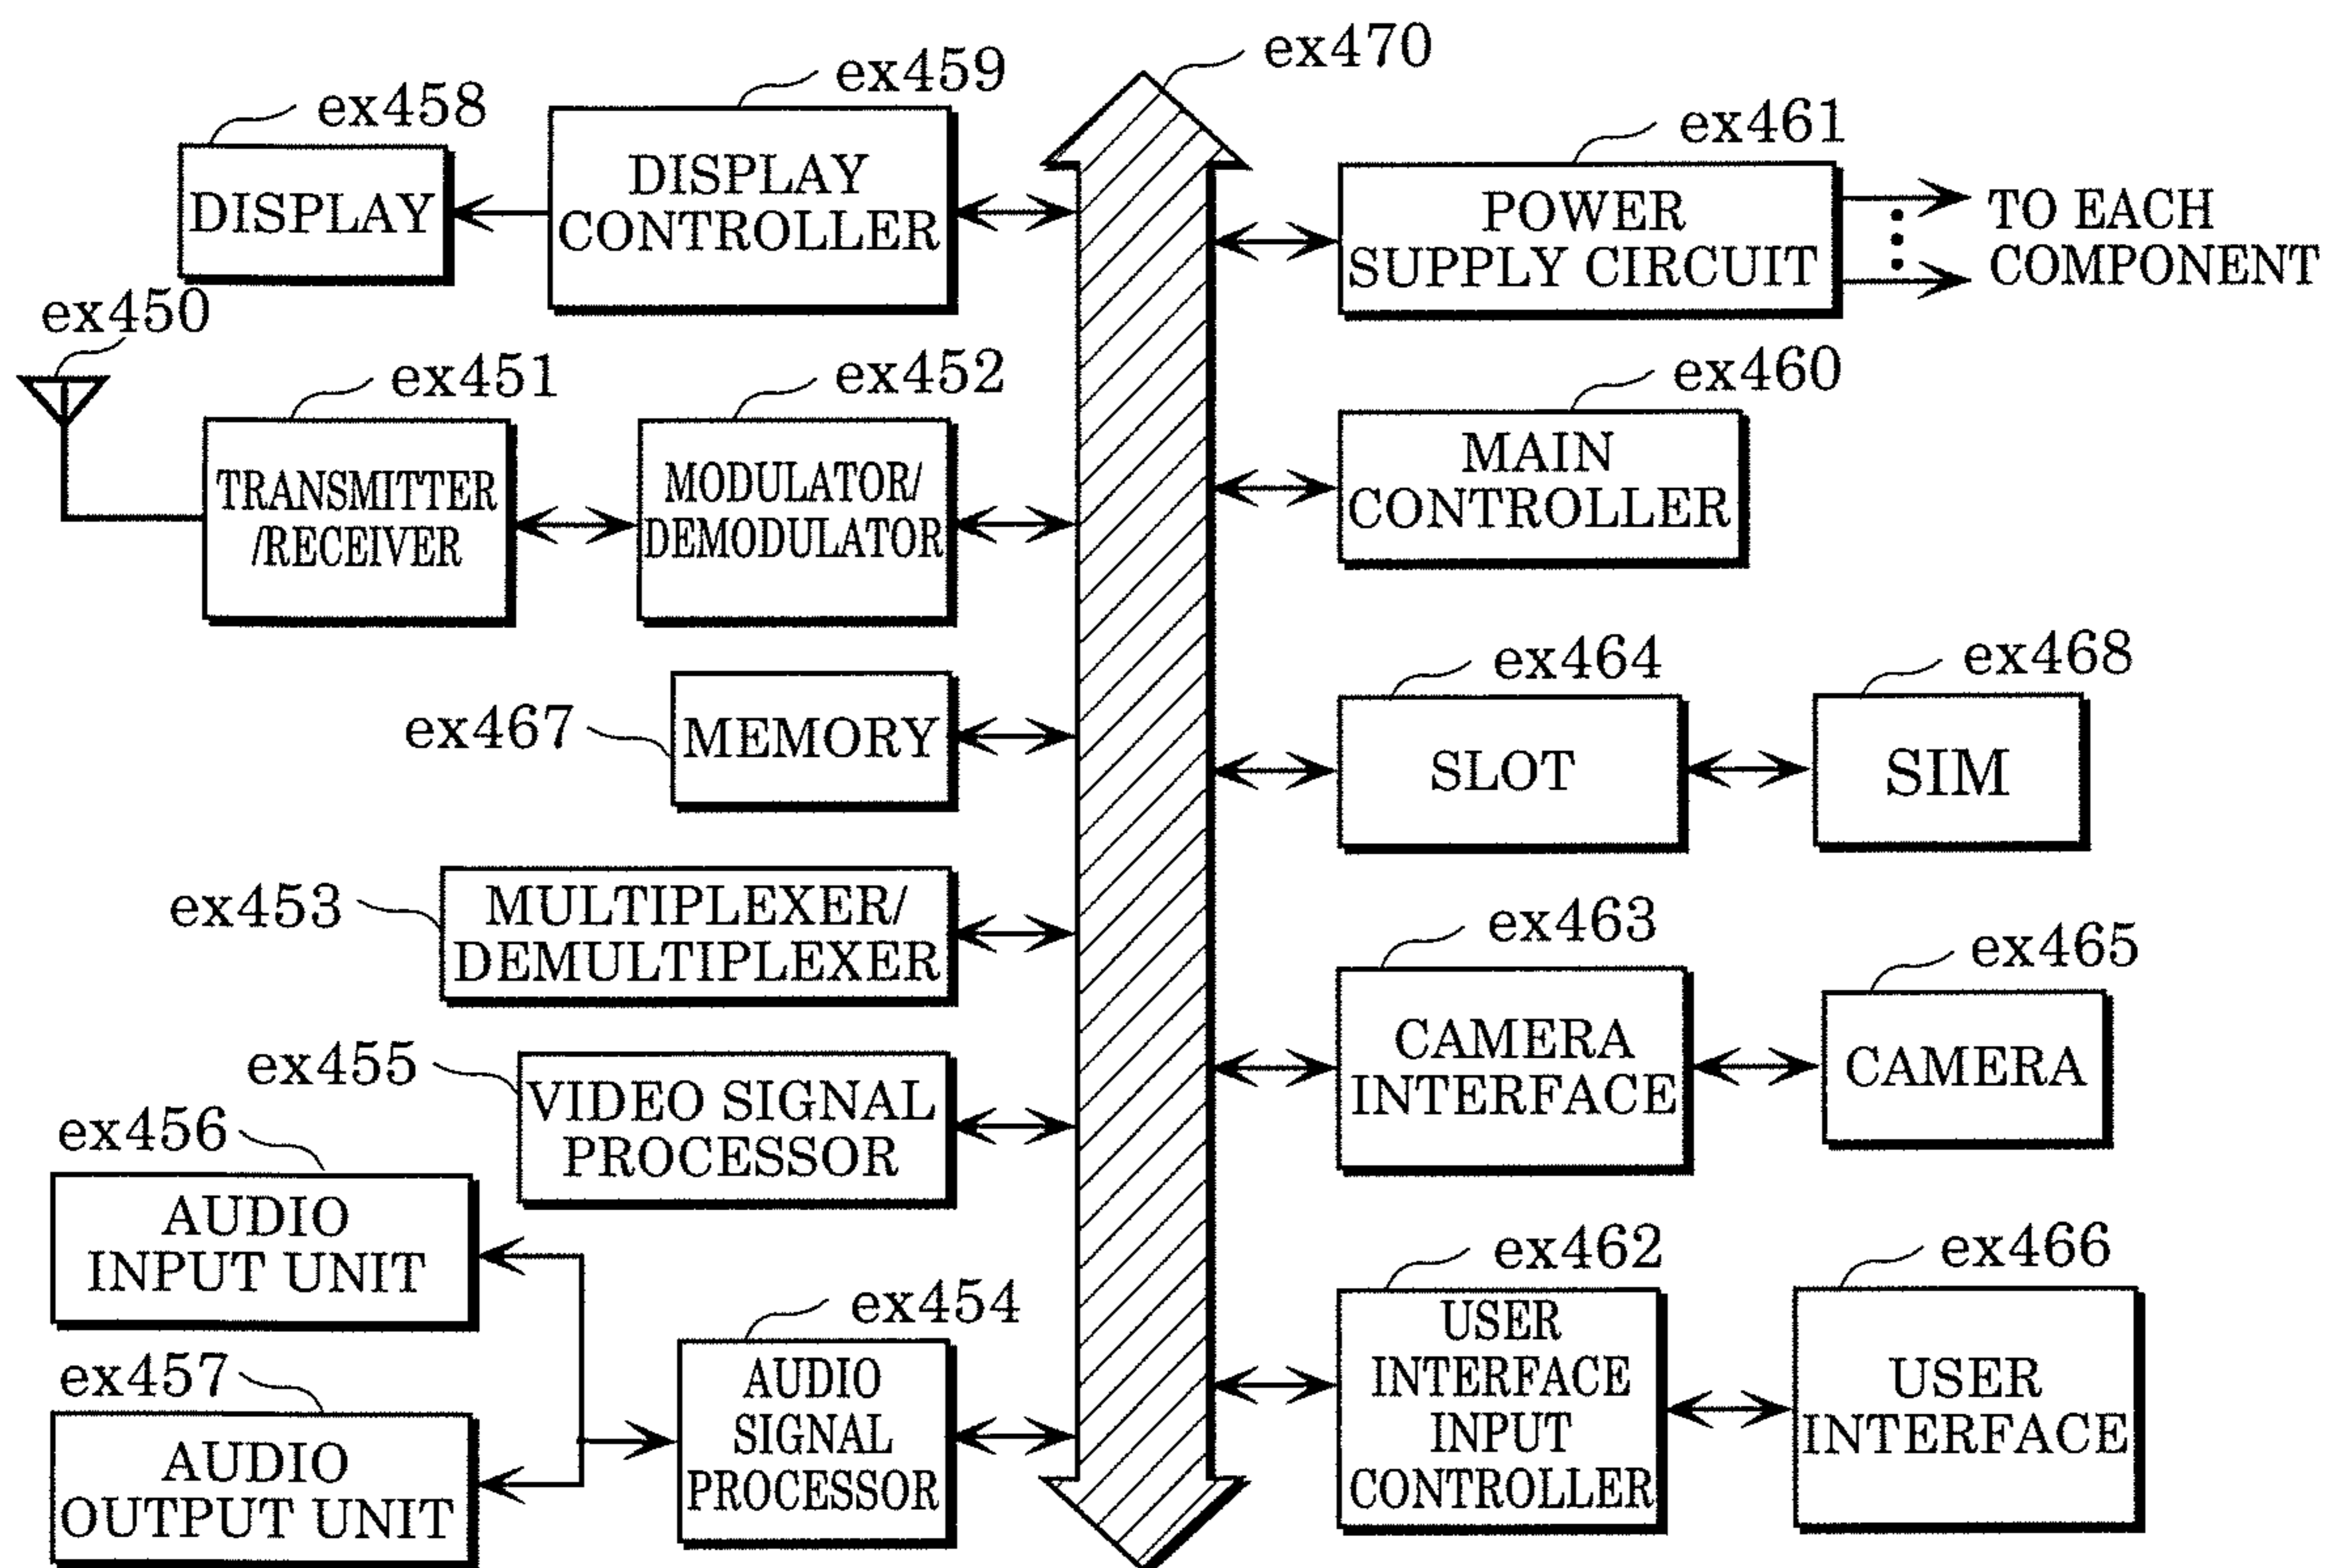 ex470
ex459
ex458
DISPLAY
DISPLAY
CONTROLLER
ex461
POWER
SUPPLY CIRCUIT
TO EACH
COMPONENT
ex450
ex451
TRANSMITTER
/RECEIVER
ex452
MODULATOR/
DEMODULATOR
ex460
MAIN
CONTROLLER
ex467
MEMORY
ex464
SLOT
ex468
SIM
ex453
MULTIPLEXER/
DEMULTIPLEXER
ex463
CAMERA
INTERFACE
ex465
CAMERA
ex455
VIDEO SIGNAL
PROCESSOR
ex456
AUDIO
INPUT UNIT
ex457
AUDIO
OUTPUT UNIT
ex454
AUDIO
SIGNAL
PROCESSOR
ex462
USER
INTERFACE
INPUT
CONTROLLER
ex466
USER
INTERFACE